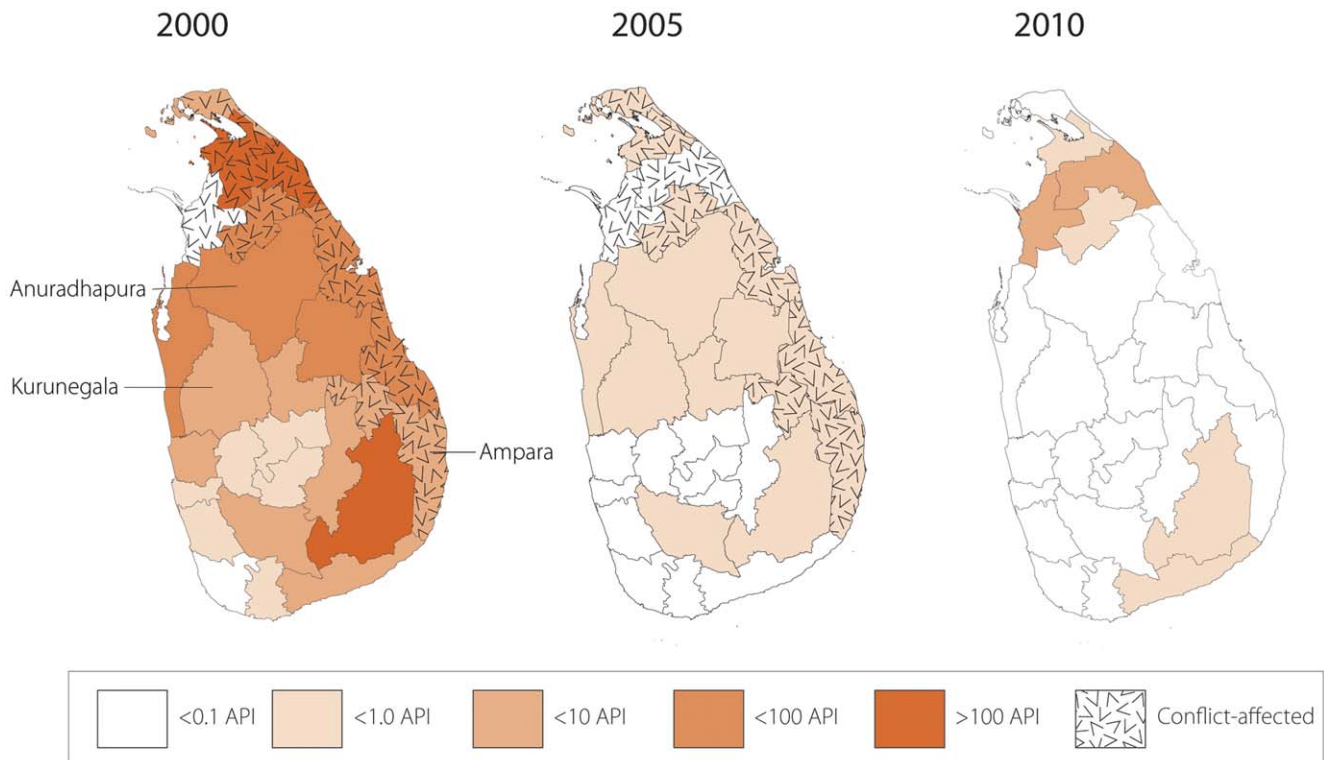 2000
2005
2010
Anuradhapura
Kurunegala
Ampara
<0.1 API
<1.0 API
<10 API
<100 API
>100 API
Conflict-affected